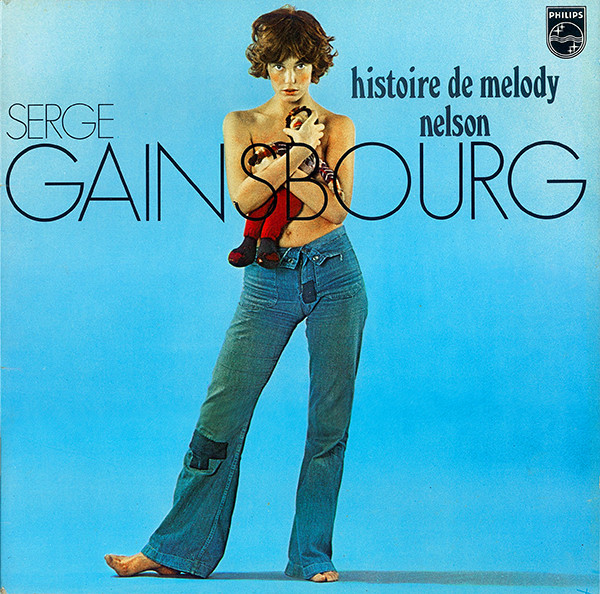 PHILIPS
histoire de melody
nelson
SERGE
GAINSBOURG